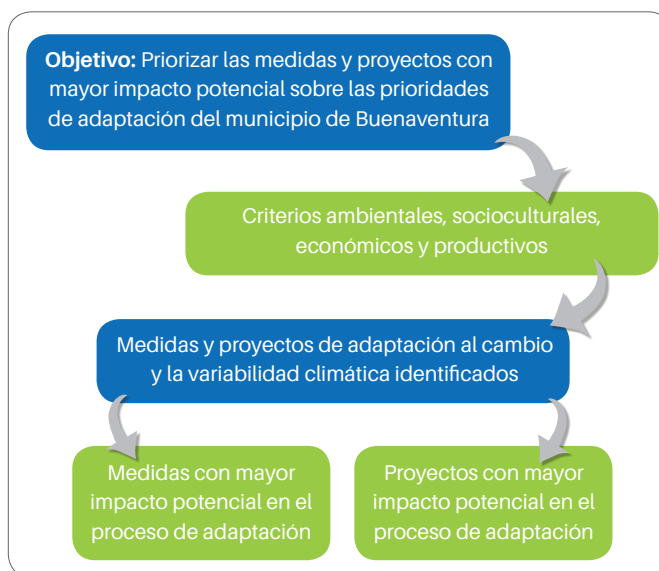 Objetivo: Priorizar las medidas y proyectos con
mayor impacto potencial sobre las prioridades
de adaptación del municipio de Buenaventura
Criterios ambientales, socioculturales,
económicos y productivos
Medidas y proyectos de adaptación al cambio
y la variabilidad climática identificados
Medidas con mayor
impacto potencial en el
proceso de adaptación
Proyectos con mayor
impacto potencial en el
proceso de adaptación